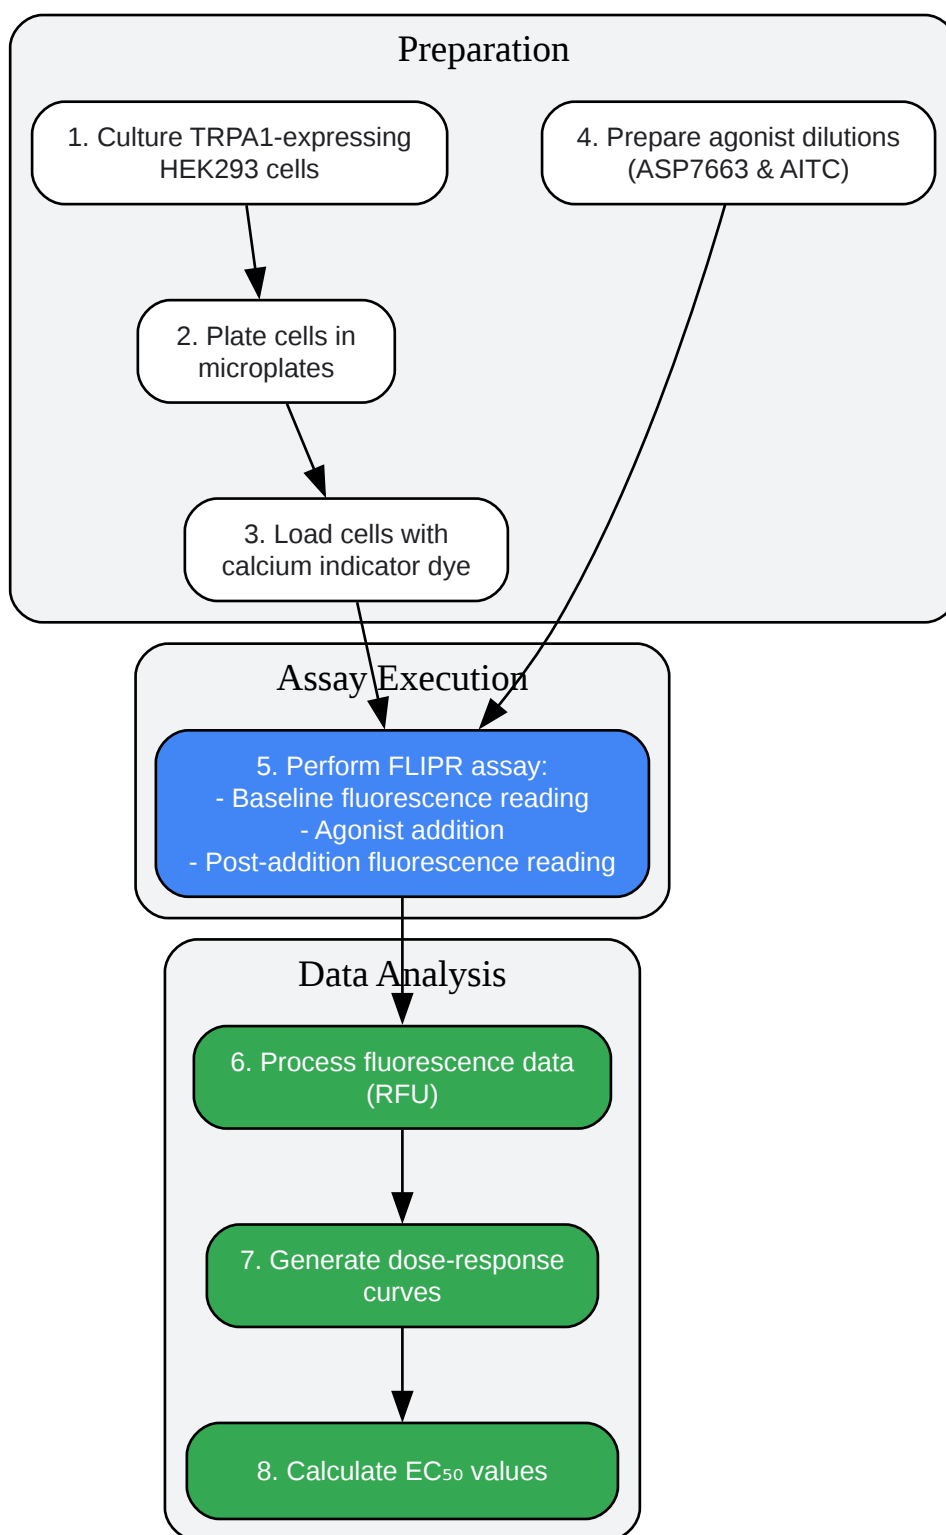 Preparation
1. Culture TRPA1-expressing
HEK293 cells
4. Prepare agonist dilutions
(ASP7663 & AITC)
2. Plate cells in
microplates
3. Load cells with
calcium indicator dye
Assay Execution
5. Perform FLIPR assay:
- Baseline fluorescence reading
- Agonist addition
- Post-addition fluorescence reading
Data Analysis
6. Process fluorescence data
(RFU)
7. Generate dose-response
curves
8. Calculate EC₅₀ values